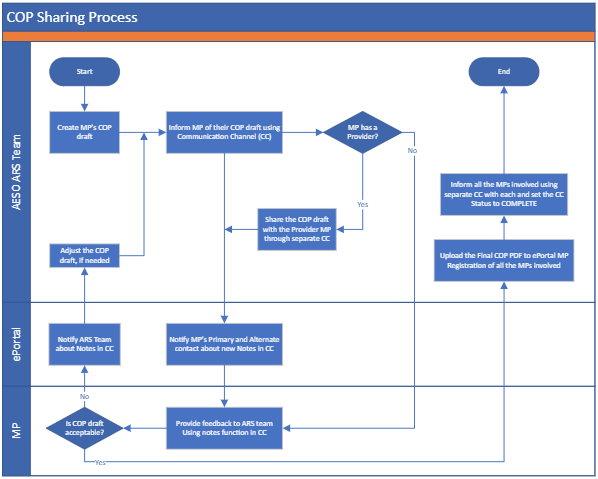 COP Sharing Process
AESO ARS Team
Start
End
Create MP's COP
draft
Inform MP of their COP draft using
Communication Channel (CC)
MP has a
Provider?
No
Yes
Share the COP draft
with the Provider MP
through separate CC
Inform all the MPs involved using
separate CC with each and set the CC
Status to COMPLETE
Adjust the COP
draft, if needed
Upload the Final COP PDF to ePortal MP
Registration of all the MPs involved
ePortal
Notify ARS Team
about Notes in CC
Notify MP's Primary and Alternate
contact about new Notes in CC
MP
No
Is COP draft
acceptable?
Provide feedback to ARS team
Using notes function in CC
Yes